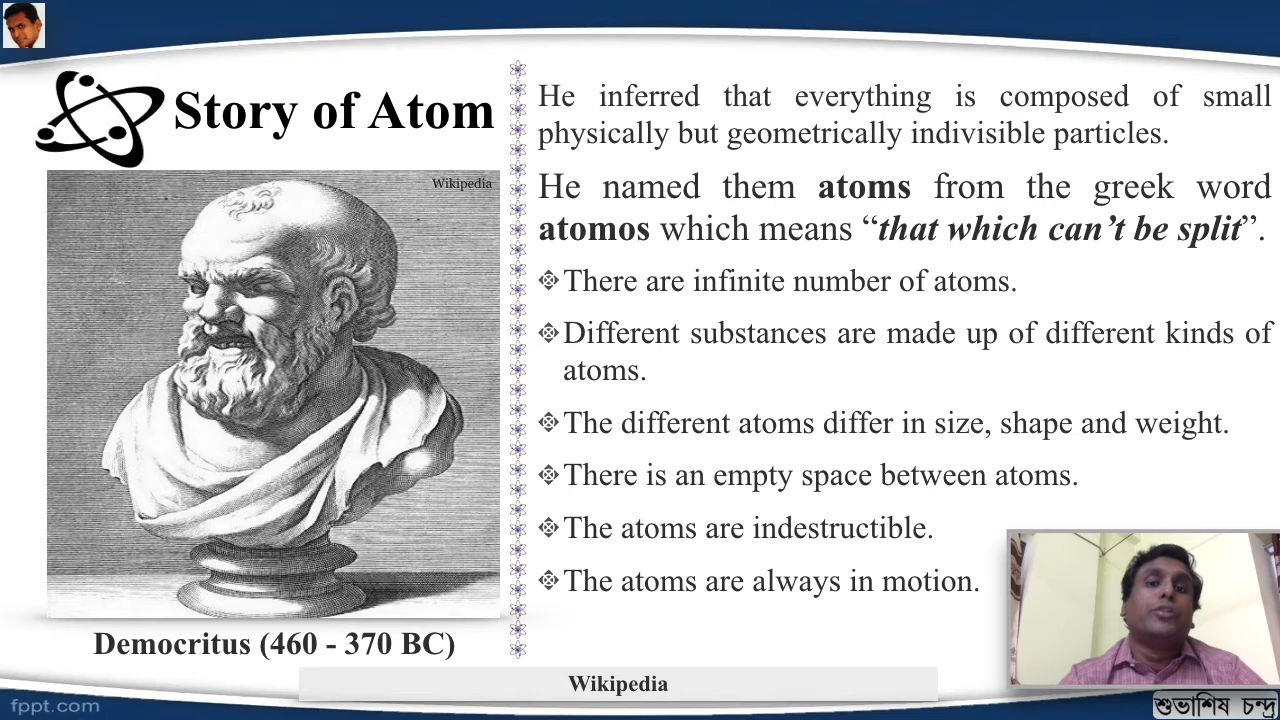 Story of Atom
Wikipedia
Democritus (460 - 370 BC)
He inferred that everything is composed of small
physically but geometrically indivisible particles.
He named them atoms from the greek word
atomos which means “that which can’t be split”.
There are infinite number of atoms.
Different substances are made up of different kinds of
atoms.
The different atoms differ in size, shape and weight.
There is an empty space between atoms.
The atoms are indestructible.
The atoms are always in motion.
Wikipedia
fppt.com
শুভাশিষ চন্দ্র